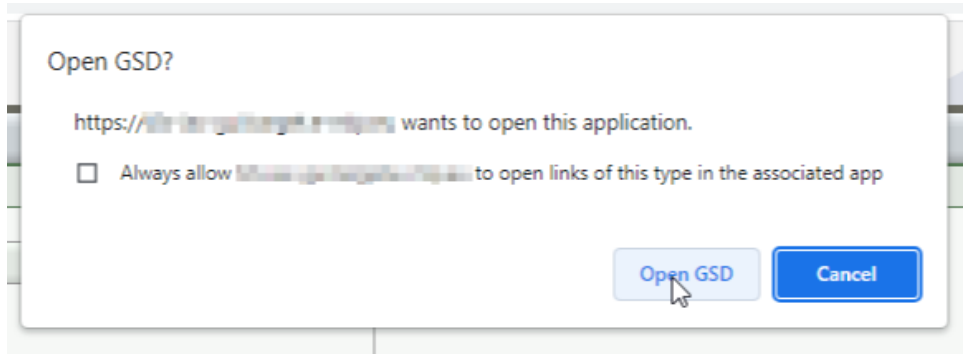 Open GSD?
https:// wants to open this application.
Always allow to open links of this type in the associated app
Open GSD
Cancel